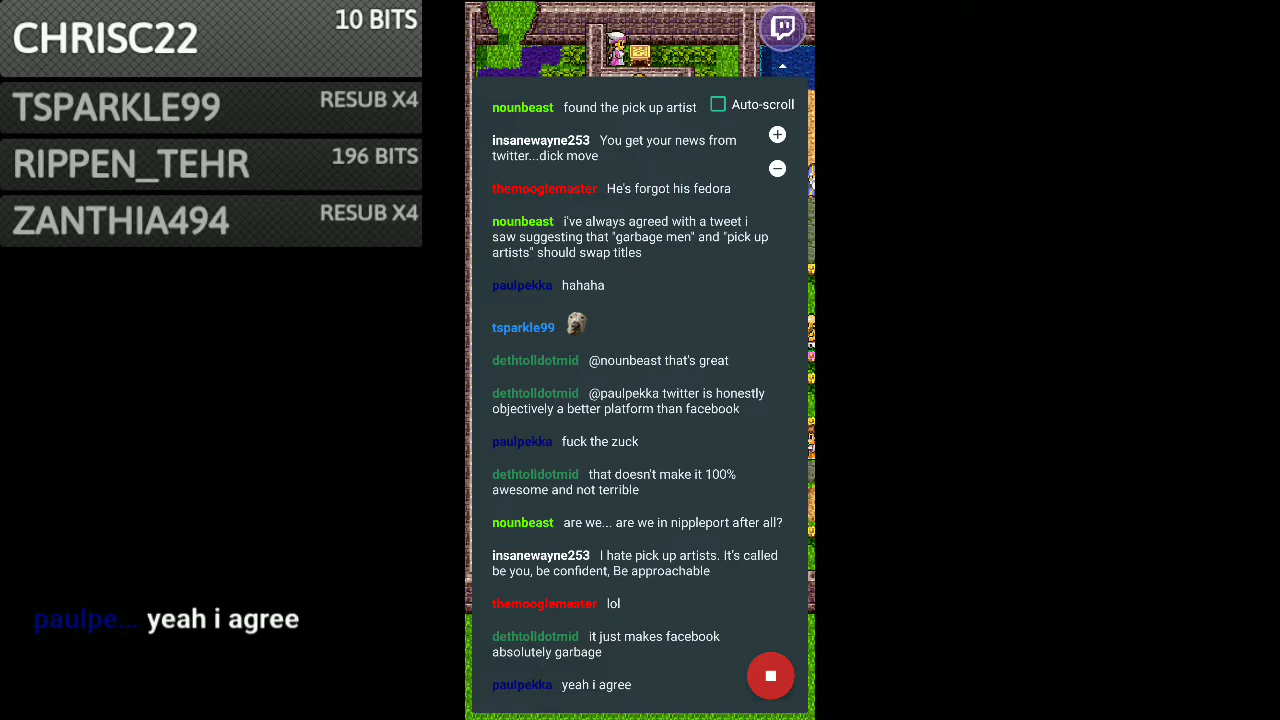 CHRISC22 10 BITS
TSPARKLE99 RESUB X4
RIPPEN_TEHR 196 BITS
ZANTHIA494 RESUB X4
paulpe... yeah i agree
nounbeast found the pick up artist
Auto-scroll
insanewayne253 You get your news from
twitter...dick move
themooglemaster He's forgot his fedora
nounbeast i've always agreed with a tweet i
saw suggesting that "garbage men" and "pick up
artists" should swap titles
paulpekka hahaha
tsparkle99
dethtolldotmid @nounbeast that's great
dethtolldotmid @paulpekka twitter is honestly
objectively a better platform than facebook
paulpekka fuck the zuck
dethtolldotmid that doesn't make it 100%
awesome and not terrible
nounbeast are we... are we in nippleport after all?
insanewayne253 I hate pick up artists. It's called
be you, be confident, Be approachable
themooglemaster lol
dethtolldotmid it just makes facebook
absolutely garbage
paulpekka yeah i agree